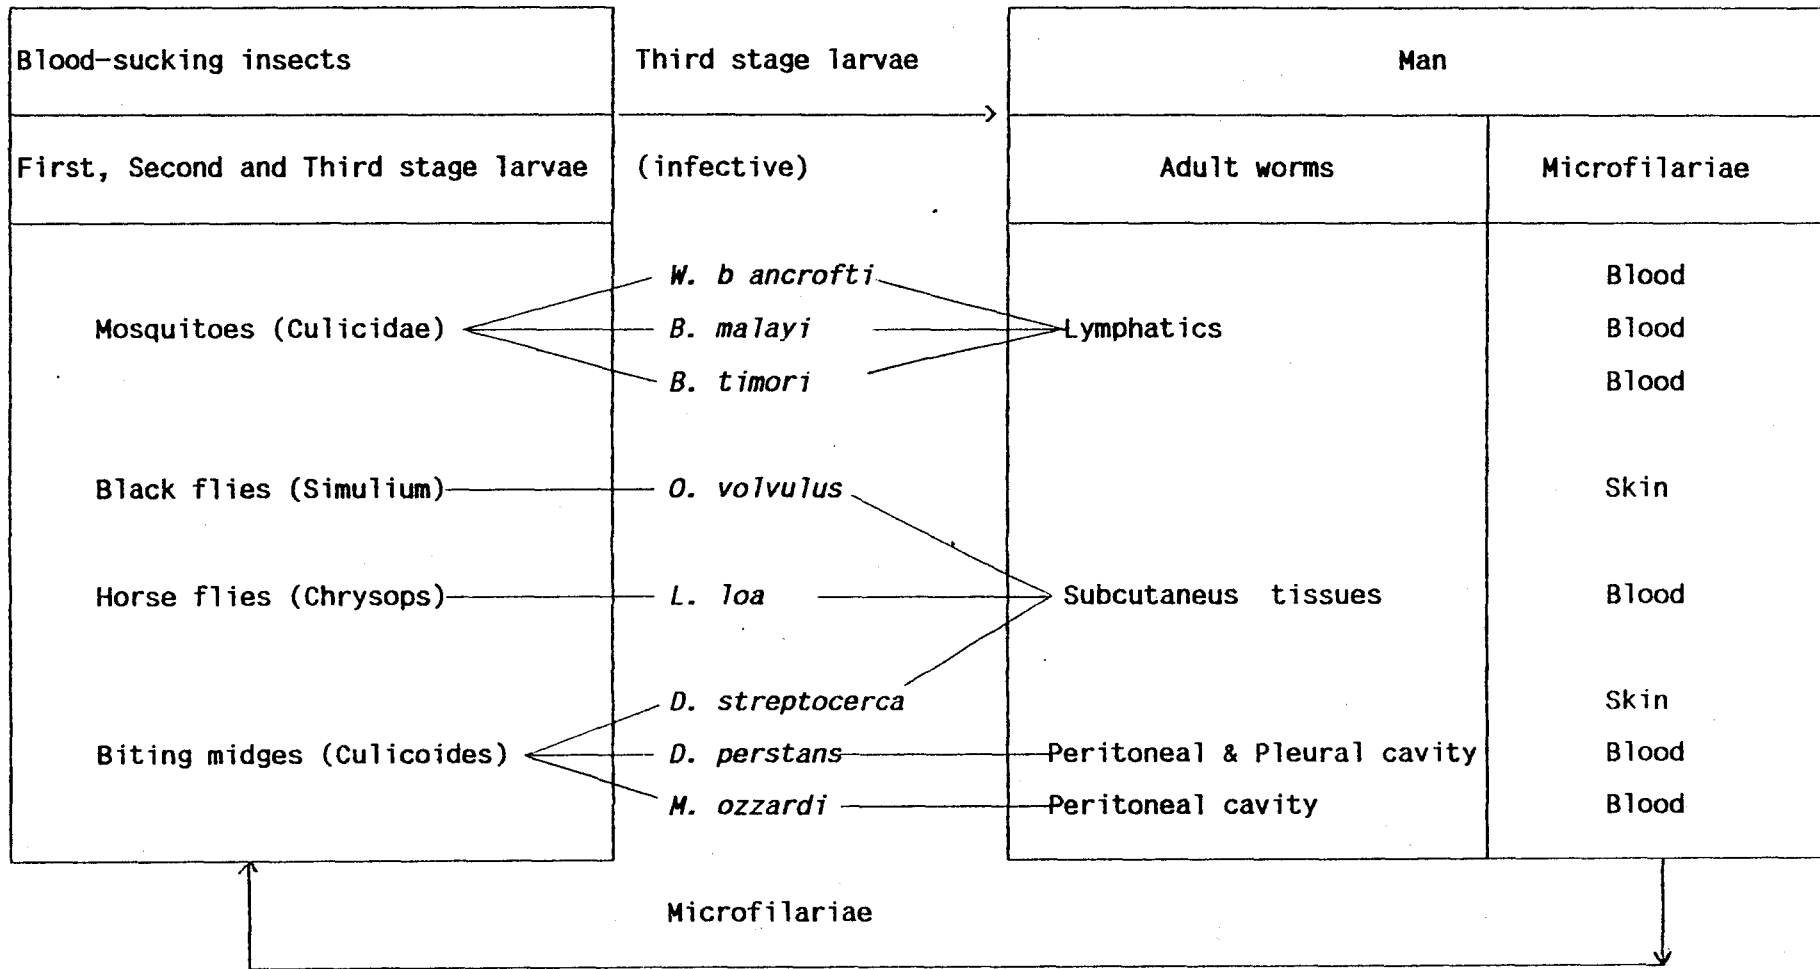 Blood-sucking insects Third stage larvae Man
First, Second and Third stage larvae (infective) Adult worms Microfilariae
W. b ancrofti Blood
Mosquitoes (Culicidae) B. malayi Lymphatics Blood
B. timori Blood
Black flies (Simulium) O. volvulus Skin
Horse flies (Chrysops) L. loa Subcutaneus tissues Blood
D. streptocerca Skin
Biting midges (Culicoides) D. perstans Peritoneal & Pleural cavity Blood
M. ozzardi Peritoneal cavity Blood
Microfilariae